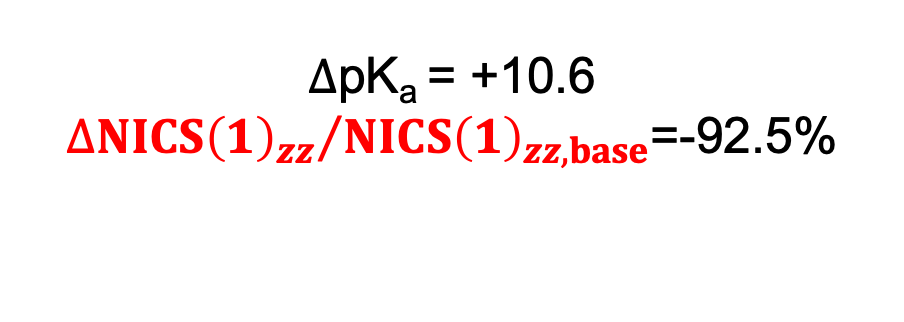 ΔpKₐ = +10.6
ΔNICS(1)zz/NICS(1)zz,base=-92.5%